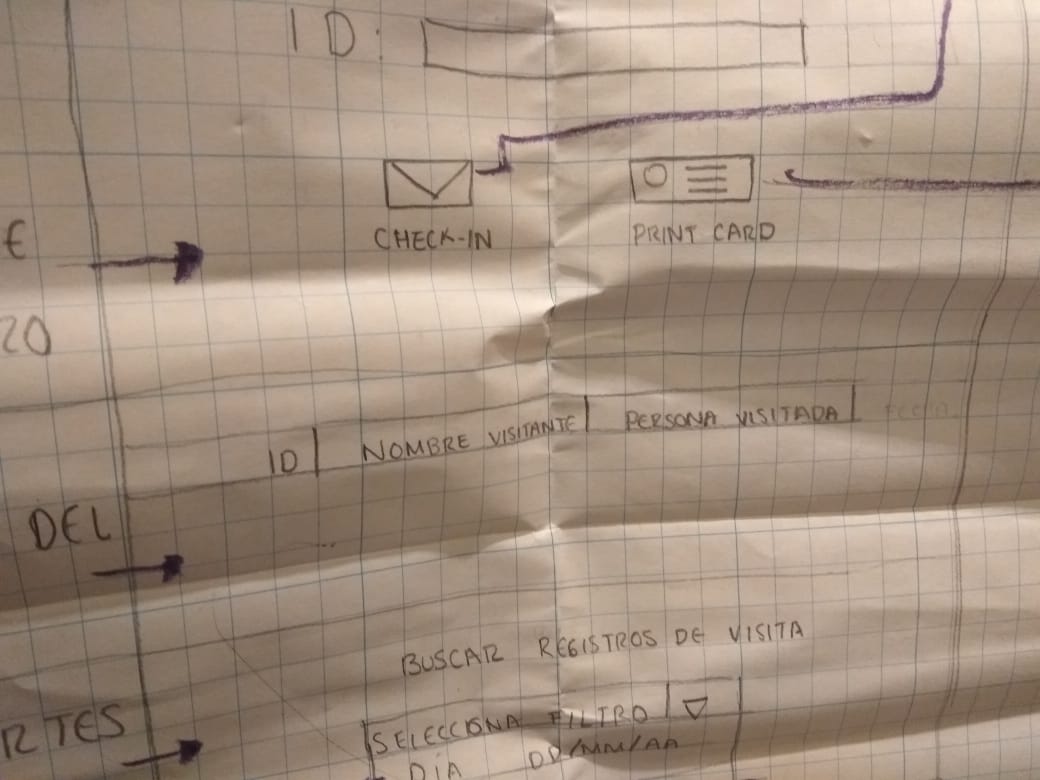 ID:
CHECK-IN PRINT CARD
€
20
ID NOMBRE VISITANTE PERSONA VISITADA FECHA
DEL
BUSCAR REGISTROS DE VISITA
RTES
SELECCIONA FILTRO
DÍA DD/MM/AA